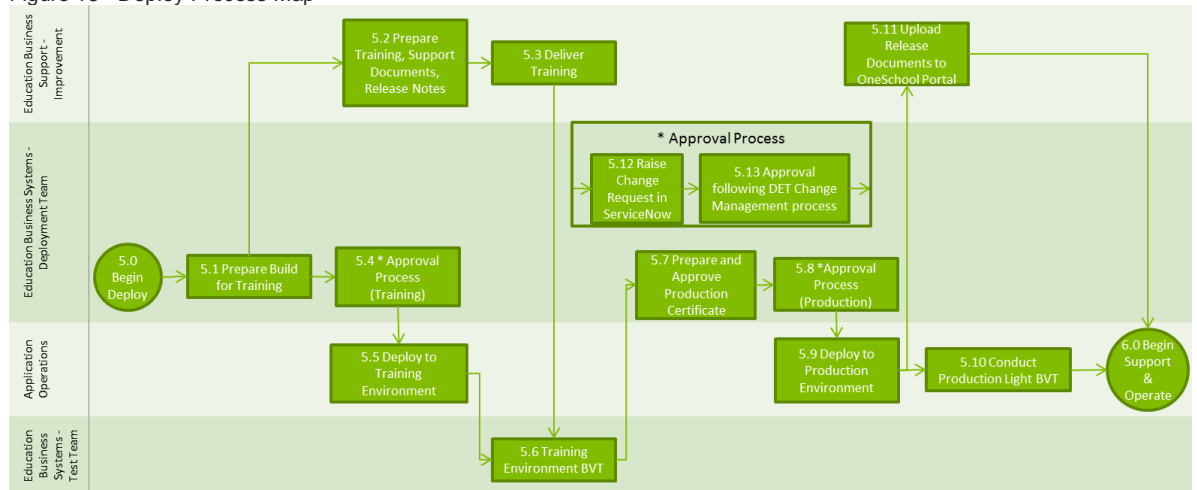 Figure 13 - Deploy Process Map
Education Business
Support -
Improvement
5.2 Prepare
Training, Support
Documents,
Release Notes
5.3 Deliver
Training
5.11 Upload
Release
Documents to
OneSchool Portal
Education Business Systems -
Deployment Team
* Approval Process
5.12 Raise
Change
Request in
ServiceNow
5.13 Approval
following DET Change
Management process
5.0
Begin
Deploy
5.1 Prepare Build
for Training
5.4 * Approval
Process
(Training)
5.7 Prepare and
Approve
Production
Certificate
5.8 *Approval
Process
(Production)
Application
Operations
5.5 Deploy to
Training
Environment
5.9 Deploy to
Production
Environment
5.10 Conduct
Production Light BVT
6.0 Begin
Support
&
Operate
Education
Business
Systems -
Test Team
5.6 Training
Environment BVT